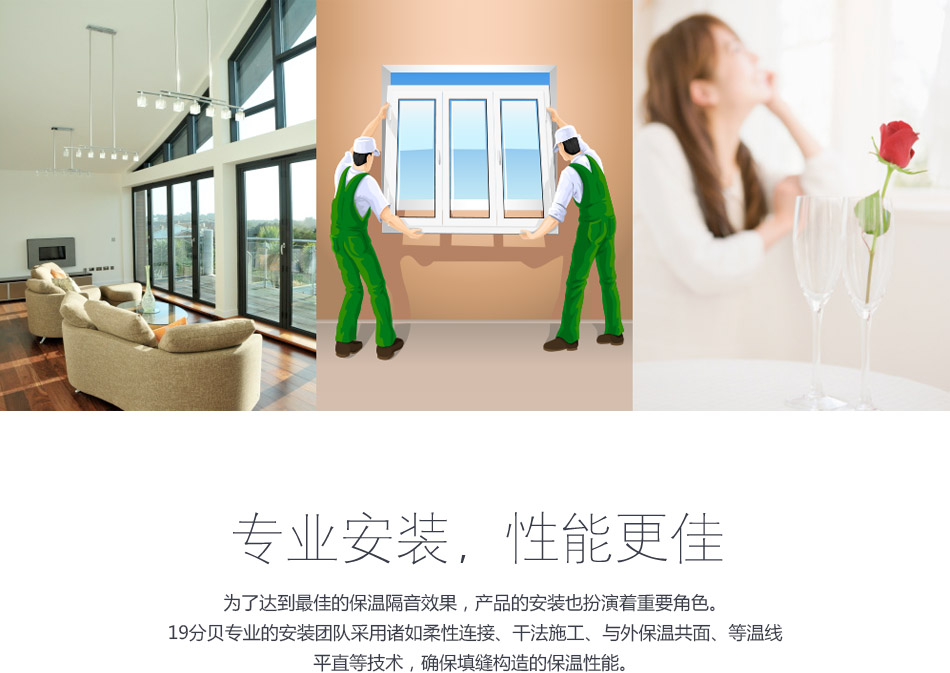 专业安装，性能更佳
为了达到最佳的保温隔音效果，产品的安装也扮演着重要角色。
19分贝专业的安装团队采用诸如柔性连接、干法施工、与外保温共面、等温线
平直等技术，确保填缝构造的保温性能。